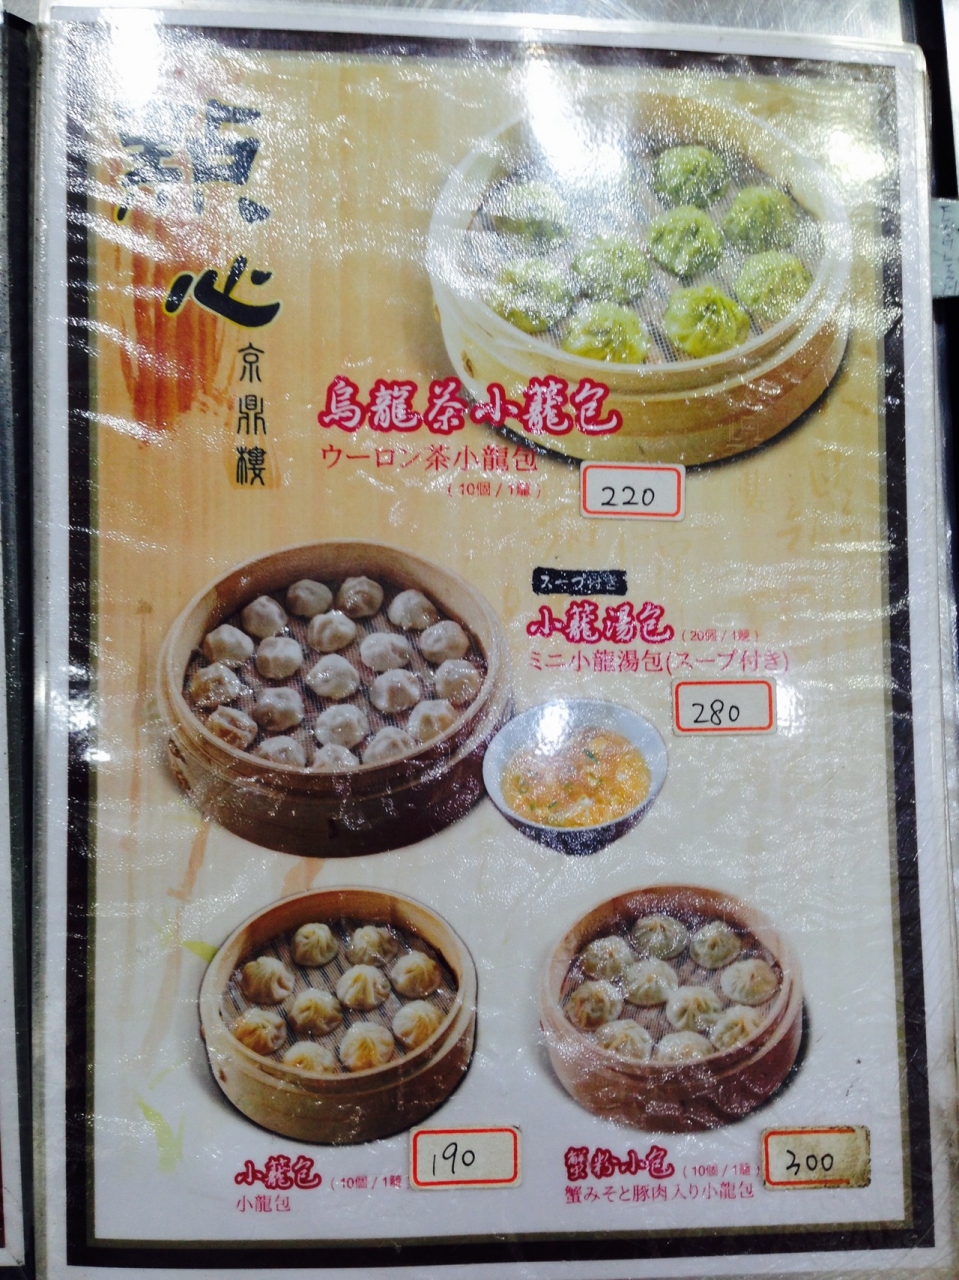 點
心
京鼎樓
烏龍茶小籠包
ウーロン茶小龍包
(10個/1籠)
220
スープ付き
小籠湯包 (20個/1籠)
ミニ小龍湯包(スープ付き)
280
小籠包 (10個/1籠)
小龍包
190
蟹粉小包 (10個/1籠)
蟹みそと豚肉入り小龍包
300